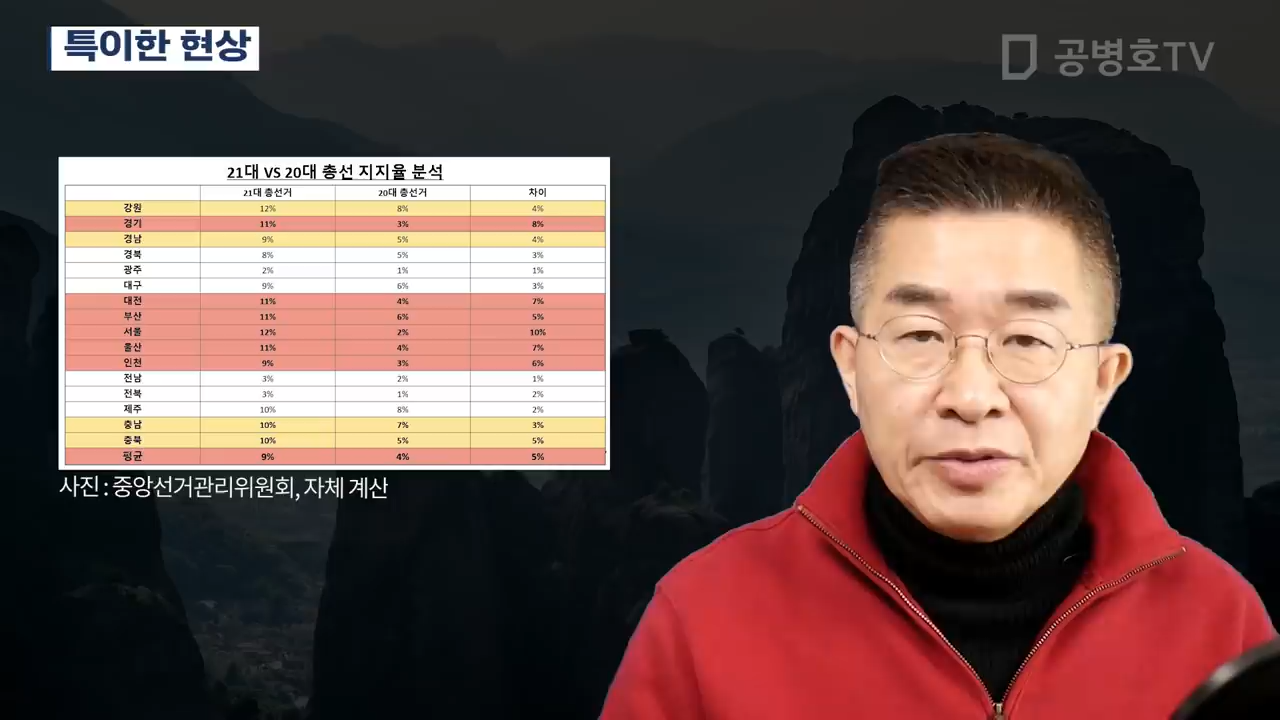 특이한 현상
공병호TV
21대 VS 20대 총선 지지율 분석
21대 총선거 20대 총선거 차이
강원 12% 8% 4%
경기 11% 3% 8%
경남 9% 5% 4%
경북 8% 5% 3%
광주 2% 1% 1%
대구 9% 6% 3%
대전 11% 4% 7%
부산 11% 6% 5%
서울 12% 2% 10%
울산 11% 4% 7%
인천 9% 3% 6%
전남 3% 2% 1%
전북 3% 1% 2%
제주 10% 8% 2%
충남 10% 7% 3%
충북 10% 5% 5%
평균 9% 4% 5%
사진 : 중앙선거관리위원회, 자체 계산